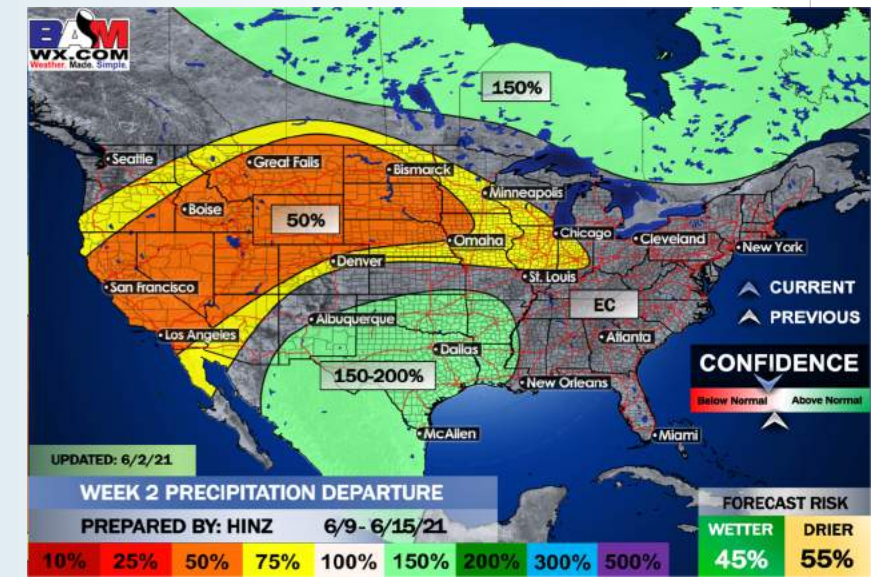 BAM
WX.COM
Weather. Made. Simple.
150%
Seattle
Great Falls
Bismarck
Minneapolis
Boise
50%
Omaha
Chicago
Cleveland
New York
Denver
St. Louis
San Francisco
CURRENT
EC
PREVIOUS
Albuquerque
Los Angeles
Atlanta
Dallas
CONFIDENCE
150-200%
New Orleans
Below Normal
Above Normal
McAllen
Miami
UPDATED: 6/2/21
WEEK 2 PRECIPITATION DEPARTURE
FORECAST RISK
PREPARED BY: HINZ 6/9 - 6/15/21
WETTER DRIER
45% 55%
10% 25% 50% 75% 100% 150% 200% 300% 500%